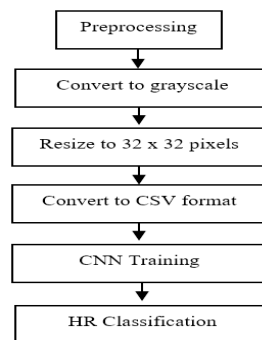 Preprocessing
Convert to grayscale
Resize to 32 x 32 pixels
Convert to CSV format
CNN Training
HR Classification